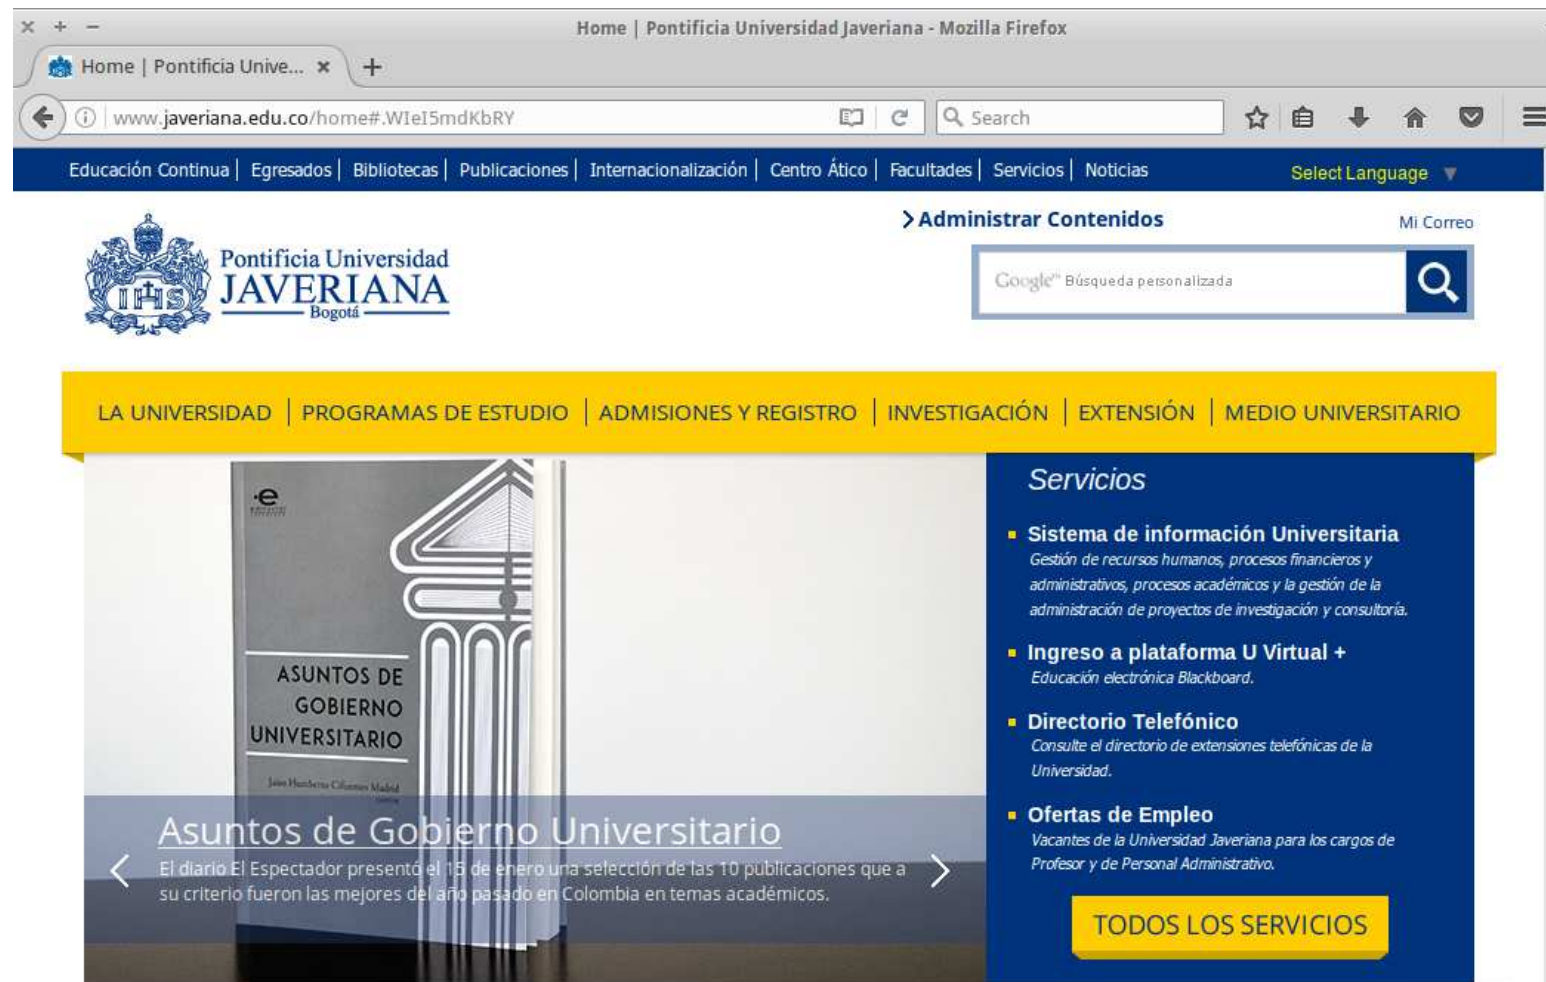 Home | Pontificia Universidad Javeriana - Mozilla Firefox
Home | Pontificia Unive...
www.javeriana.edu.co/home#.WIeI5mdKbRY
Search
Educación Continua | Egresados | Bibliotecas | Publicaciones | Internacionalización | Centro Ático | Facultades | Servicios | Noticias
Select Language
Administrar Contenidos
Mi Correo
Pontificia Universidad
JAVERIANA
Bogotá
IHS
Google™ Búsqueda personalizada
LA UNIVERSIDAD | PROGRAMAS DE ESTUDIO | ADMISIONES Y REGISTRO | INVESTIGACIÓN | EXTENSIÓN | MEDIO UNIVERSITARIO
·e
ASUNTOS DE
GOBIERNO
UNIVERSITARIO
Jaime Humberto Cifuentes Madrid
Asuntos de Gobierno Universitario
El diario El Espectador presentó el 15 de enero una selección de las 10 publicaciones que a
su criterio fueron las mejores del año pasado en Colombia en temas académicos.
Servicios
Sistema de información Universitaria
Gestión de recursos humanos, procesos financieros y
administrativos, procesos académicos y la gestión de la
administración de proyectos de investigación y consultoría.
Ingreso a plataforma U Virtual +
Educación electrónica Blackboard.
Directorio Telefónico
Consulte el directorio de extensiones telefónicas de la
Universidad.
Ofertas de Empleo
Vacantes de la Universidad Javeriana para los cargos de
Profesor y de Personal Administrativo.
TODOS LOS SERVICIOS